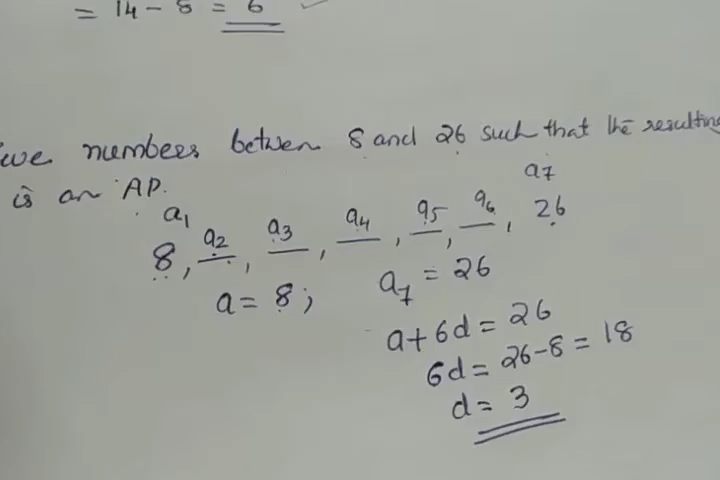 = 14 - 8 = 6
numbers between 8 and 26 such that the resulting
is an AP.
a1 a2 a3 a4 a5 a6 a7
8, __, __, __, __, __, 26
a = 8; a7 = 26
a + 6d = 26
6d = 26 - 8 = 18
d = 3